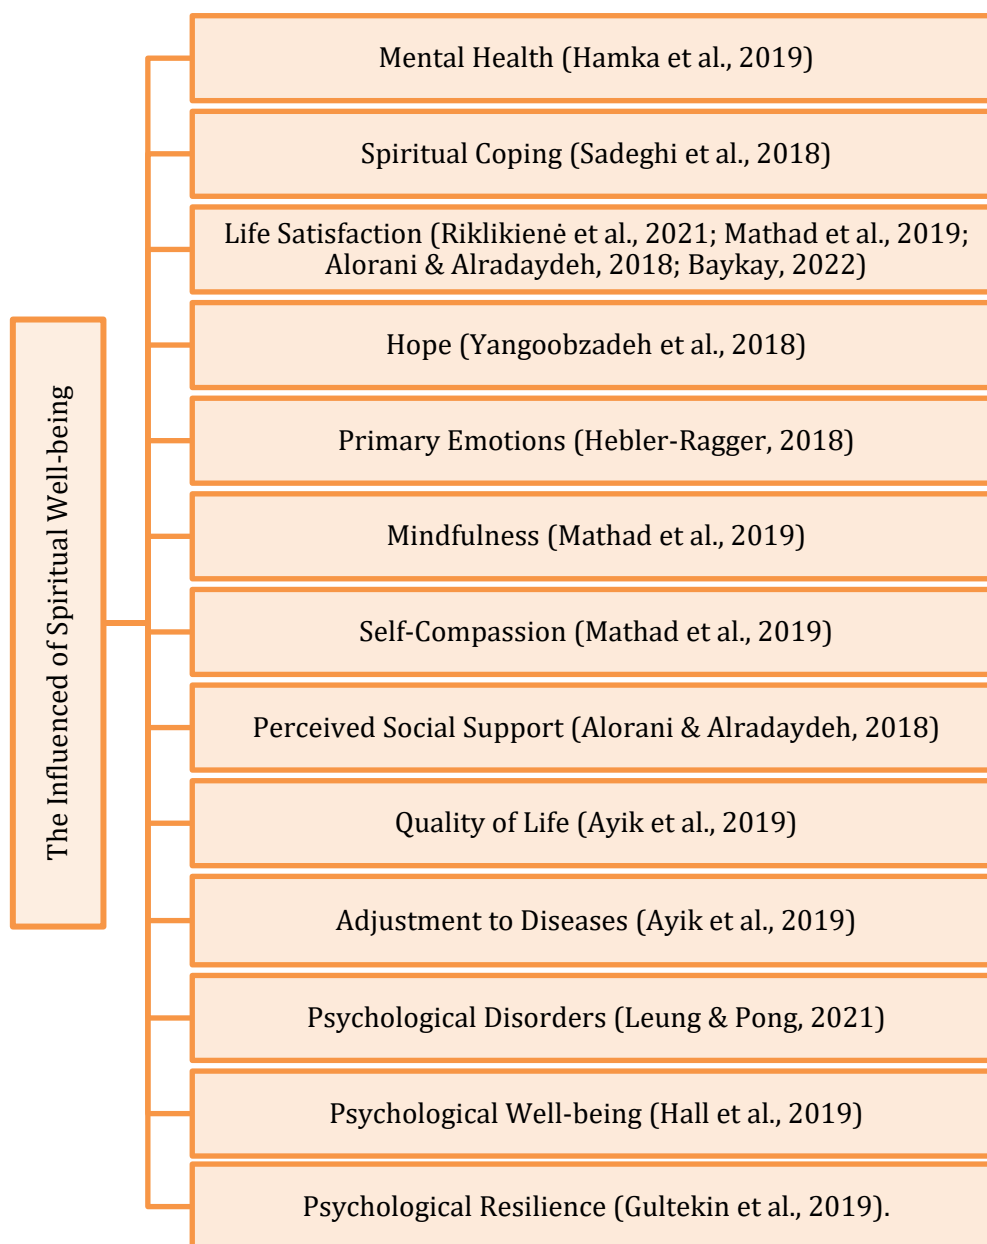 The Influenced of Spiritual Well-being
Mental Health (Hamka et al., 2019)
Spiritual Coping (Sadeghi et al., 2018)
Life Satisfaction (Riklikienė et al., 2021; Mathad et al., 2019;
Alorani & Alradaydeh, 2018; Baykay, 2022)
Hope (Yangoobzadeh et al., 2018)
Primary Emotions (Hebler-Ragger, 2018)
Mindfulness (Mathad et al., 2019)
Self-Compassion (Mathad et al., 2019)
Perceived Social Support (Alorani & Alradaydeh, 2018)
Quality of Life (Ayik et al., 2019)
Adjustment to Diseases (Ayik et al., 2019)
Psychological Disorders (Leung & Pong, 2021)
Psychological Well-being (Hall et al., 2019)
Psychological Resilience (Gultekin et al., 2019).